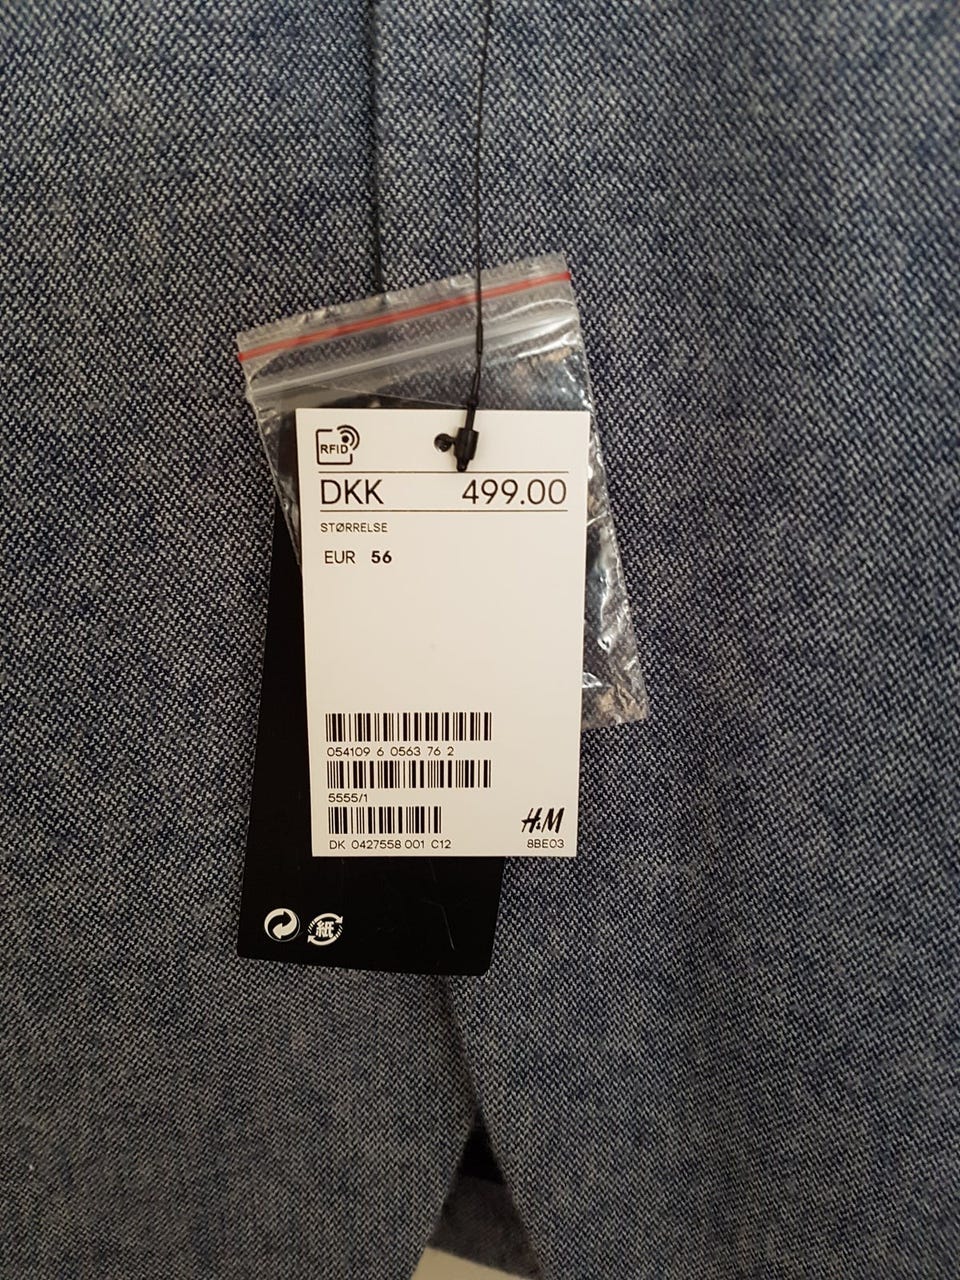 RFID
DKK 499.00
STØRRELSE
EUR 56
054109 6 0563 76 2
5555/1
H&M
DK 0427558 001 C12 8BE03
紙